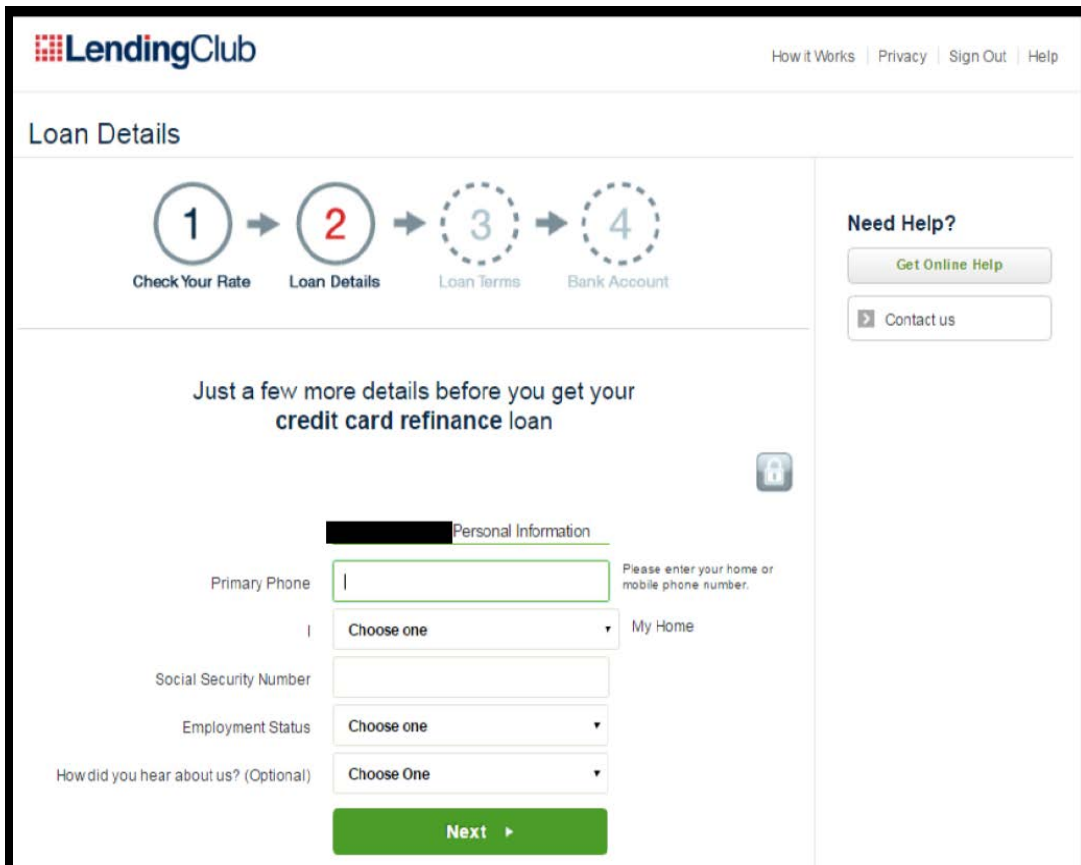 LendingClub
How it Works | Privacy | Sign Out | Help
Loan Details
1 2 3 4
Check Your Rate Loan Details Loan Terms Bank Account
Need Help?
Get Online Help
Contact us
Just a few more details before you get your
credit card refinance loan
Personal Information
Primary Phone
Please enter your home or
mobile phone number.
I Choose one My Home
Social Security Number
Employment Status Choose one
How did you hear about us? (Optional) Choose One
Next